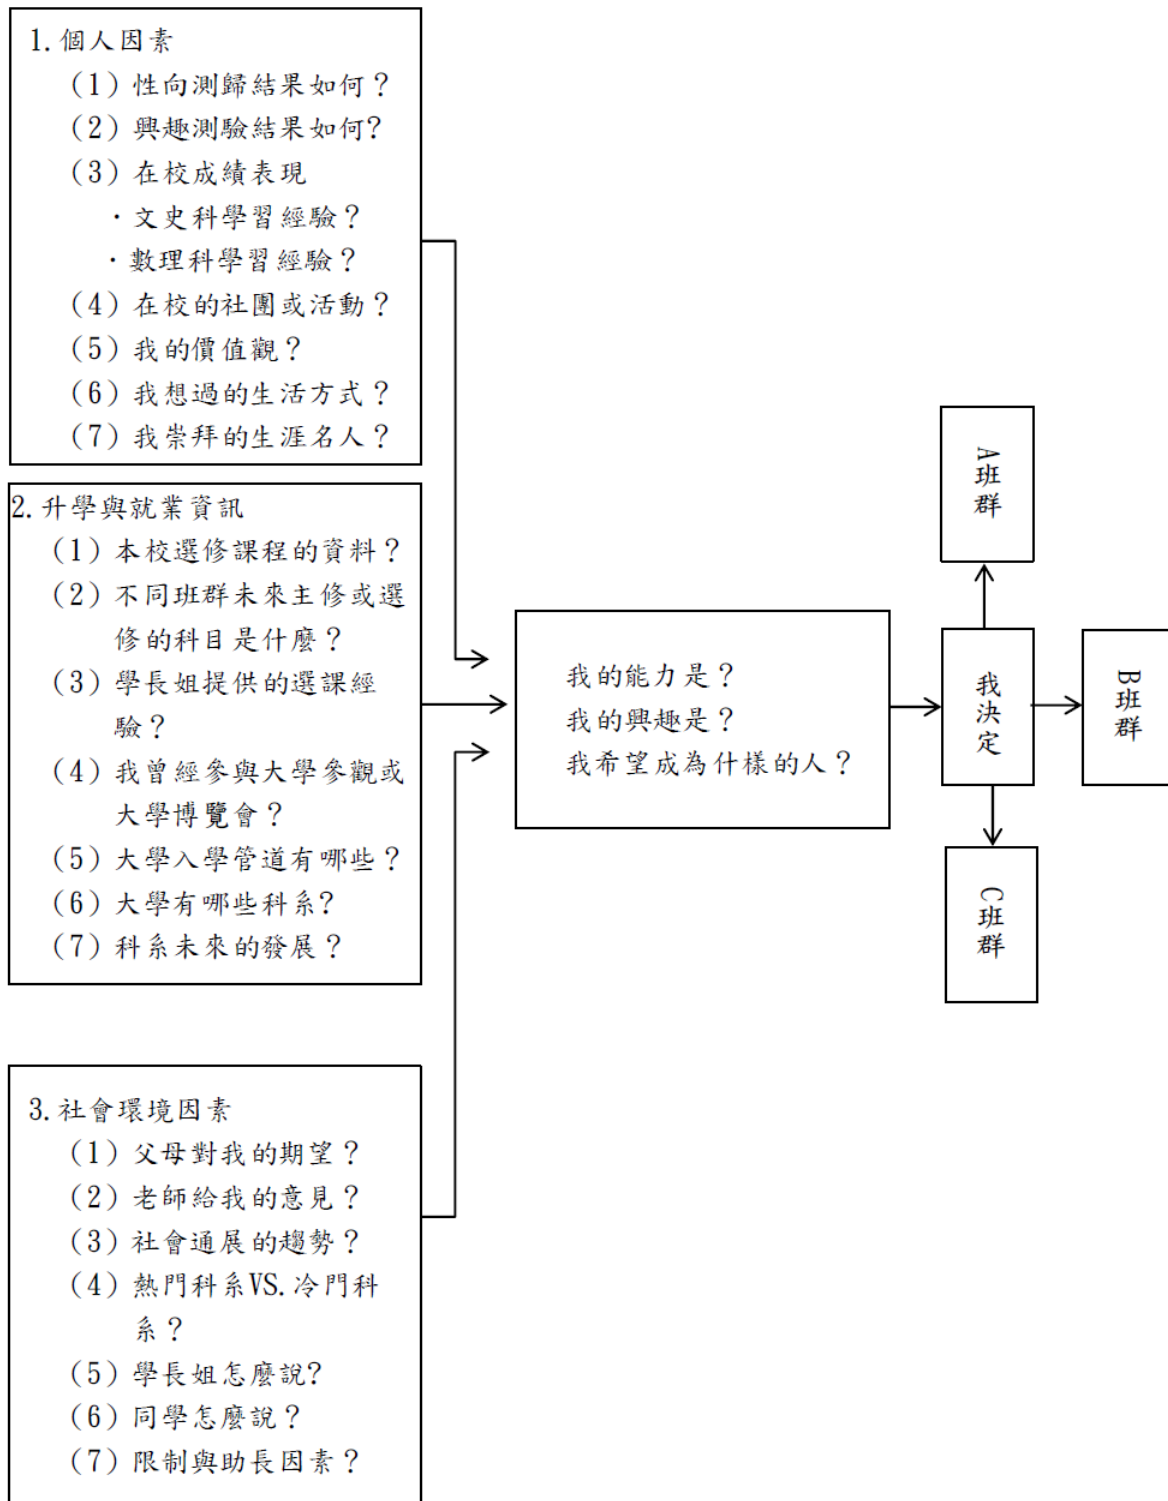 1.個人因素
(1)性向測歸結果如何?
(2)興趣測驗結果如何?
(3)在校成績表現
·文史科學習經驗?
·數理科學習經驗?
(4)在校的社團或活動?
(5)我的價值觀?
(6)我想過的生活方式?
(7)我崇拜的生涯名人?
2.升學與就業資訊
(1)本校選修課程的資料?
(2)不同班群未來主修或選
修的科目是什麼?
(3)學長姐提供的選課經
驗?
(4)我曾經參與大學參觀或
大學博覽會?
(5)大學入學管道有哪些?
(6)大學有哪些科系?
(7)科系未來的發展?
3.社會環境因素
(1)父母對我的期望?
(2)老師給我的意見?
(3)社會通展的趨勢?
(4)熱門科系VS.冷門科
系?
(5)學長姐怎麼說?
(6)同學怎麼說?
(7)限制與助長因素?
我的能力是?
我的興趣是?
我希望成為什樣的人?
我決定
A班群
B班群
C班群